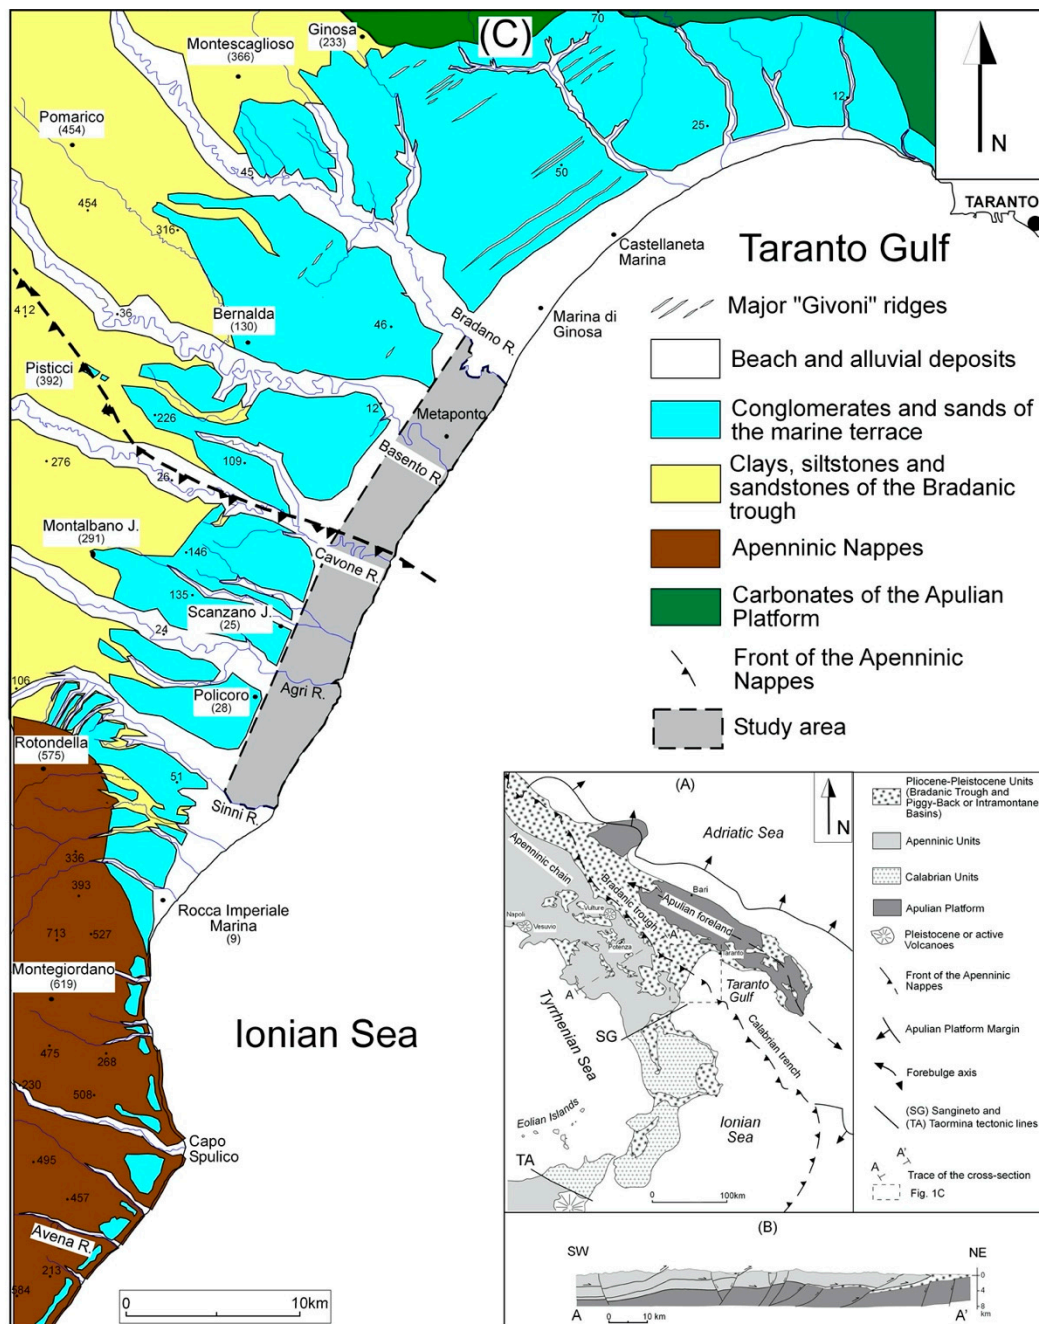 (C)
70
Ginosa
(233)
Montescaglioso
(366)
Pomarico
(454)
12
25
N
45
50
454
316
TARANTO
Castellaneta
Marina
Taranto Gulf
412
36
Bernalda
(130)
46
Bradano R.
Marina di
Ginosa
Pisticci
(392)
226
12
Metaponto
276
109
26
Basento R.
Montalbano J.
(291)
146
Cavone R.
135
Scanzano J.
(25)
24
106
Policoro
(28)
Agri R.
Rotondella
(575)
51
Sinni R.
336
393
Rocca Imperiale
Marina
(9)
713
527
Montegiordano
(619)
Ionian Sea
475
268
230
508
Capo
Spulico
495
457
Avena R.
213
584
0
10km
Major "Givoni" ridges
Beach and alluvial deposits
Conglomerates and sands of
the marine terrace
Clays, siltstones and
sandstones of the Bradanic
trough
Apenninic Nappes
Carbonates of the Apulian
Platform
Front of the Apenninic
Nappes
Study area
(A)
N
Adriatic Sea
Apenninic chain
Bradanic trough
Apulian foreland
Bari
Napoli
Vesuvio
Vulture
Potenza
A'
Taranto
Taranto
Gulf
A
Tyrrhenian Sea
SG
Calabrian trench
Eolian Islands
Ionian
Sea
TA
0
100km
Pliocene-Pleistocene Units
(Bradanic Trough and
Piggy-Back or Intramontane
Basins)
Apenninic Units
Calabrian Units
Apulian Platform
Pleistocene or active
Volcanoes
Front of the Apenninic
Nappes
Apulian Platform Margin
Forebulge axis
(SG) Sangineto and
(TA) Taormina tectonic lines
A'
A
Trace of the cross-section
Fig. 1C
(B)
SW
NE
0
4
8
km
A
0
10 km
A'